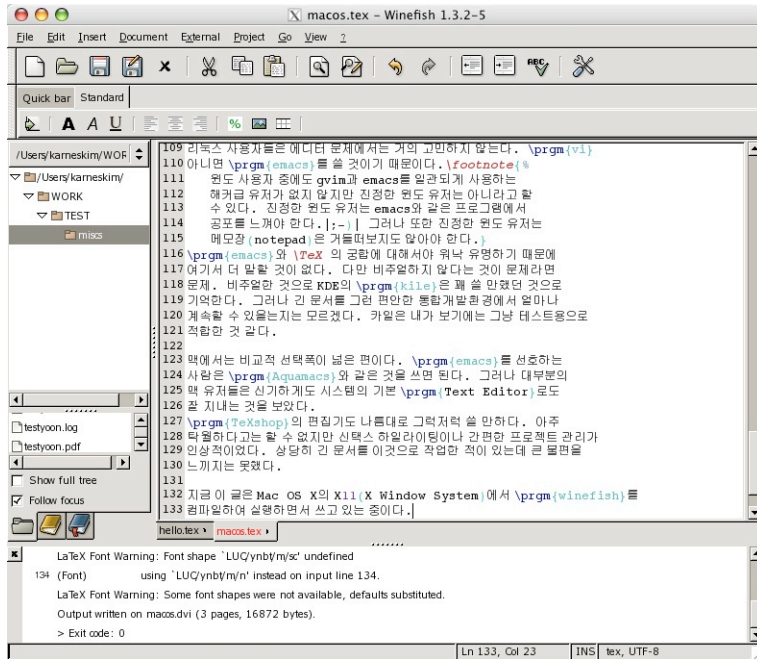 macos.tex – Winefish 1.3.2-5
File Edit Insert Document External Project Go View ?
ABC
Quick bar Standard
A A U %
/Users/karneskim/WOF
/Users/karneskim/
WORK
TEST
miscs
testyoon.log
testyoon.pdf
Show full tree
Follow focus
109 리눅스 사용자들은 에디터 문제에서는 거의 고민하지 않는다. \prgm{vi}
110 아니면 \prgm{emacs}를 쓸 것이기 때문이다.\footnote{%
111 윈도 사용자 중에도 gvim과 emacs를 일관되게 사용하는
112 해커급 유저가 없지 않지만 진정한 윈도 유저는 아니라고 할
113 수 있다. 진정한 윈도 유저는 emacs와 같은 프로그램에서
114 공포를 느껴야 한다.|;-)| 그러나 또한 진정한 윈도 유저는
115 메모장(notepad)은 거들떠보지도 않아야 한다.}
116 \prgm{emacs}와 \TeX 의 궁합에 대해서야 워낙 유명하기 때문에
117 여기서 더 말할 것이 없다. 다만 비주얼하지 않다는 것이 문제라면
118 문제. 비주얼한 것으로 KDE의 \prgm{kile}은 꽤 쓸 만했던 것으로
119 기억한다. 그러나 긴 문서를 그런 편안한 통합개발환경에서 얼마나
120 계속할 수 있을는지는 모르겠다. 카일은 내가 보기에는 그냥 테스트용으로
121 적합한 것 같다.
122
123 맥에서는 비교적 선택폭이 넓은 편이다. \prgm{emacs}를 선호하는
124 사람은 \prgm{Aquamacs}와 같은 것을 쓰면 된다. 그러나 대부분의
125 맥 유저들은 신기하게도 시스템의 기본 \prgm{Text Editor}로도
126 잘 지내는 것을 보았다.
127 \prgm{TeXshop}의 편집기도 나름대로 그럭저럭 쓸 만하다. 아주
128 탁월하다고는 할 수 없지만 신택스 하일라이팅이나 간편한 프로젝트 관리가
129 인상적이었다. 상당히 긴 문서를 이것으로 작업한 적이 있는데 큰 불편을
130 느끼지는 못했다.
131
132 지금 이 글은 Mac OS X의 X11(X Window System)에서 \prgm{winefish}를
133 컴파일하여 실행하면서 쓰고 있는 중이다.
hello.tex macos.tex
LaTeX Font Warning: Font shape `LUC/ynbt/m/sc' undefined
134 (Font) using `LUC/ynbt/m/n' instead on input line 134.
LaTeX Font Warning: Some font shapes were not available, defaults substituted.
Output written on macos.dvi (3 pages, 16872 bytes).
> Exit code: 0
Ln 133, Col 23 INS tex, UTF-8